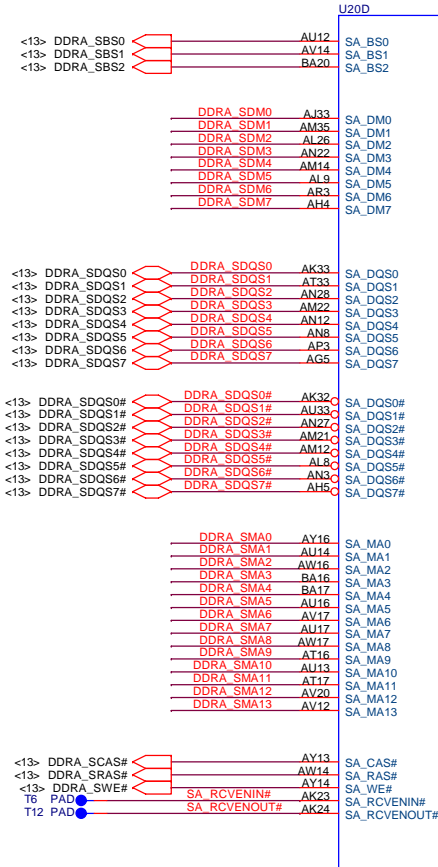 U20D
<13> DDRA_SBS0 AU12 SA_BS0
<13> DDRA_SBS1 AV14 SA_BS1
<13> DDRA_SBS2 BA20 SA_BS2
DDRA_SDM0 AJ33 SA_DM0
DDRA_SDM1 AM35 SA_DM1
DDRA_SDM2 AL26 SA_DM2
DDRA_SDM3 AN22 SA_DM3
DDRA_SDM4 AM14 SA_DM4
DDRA_SDM5 AL9 SA_DM5
DDRA_SDM6 AR3 SA_DM6
DDRA_SDM7 AH4 SA_DM7
<13> DDRA_SDQS0 DDRA_SDQS0 AK33 SA_DQS0
<13> DDRA_SDQS1 DDRA_SDQS1 AT33 SA_DQS1
<13> DDRA_SDQS2 DDRA_SDQS2 AN28 SA_DQS2
<13> DDRA_SDQS3 DDRA_SDQS3 AM22 SA_DQS3
<13> DDRA_SDQS4 DDRA_SDQS4 AN12 SA_DQS4
<13> DDRA_SDQS5 DDRA_SDQS5 AN8 SA_DQS5
<13> DDRA_SDQS6 DDRA_SDQS6 AP3 SA_DQS6
<13> DDRA_SDQS7 DDRA_SDQS7 AG5 SA_DQS7
<13> DDRA_SDQS0# DDRA_SDQS0# AK32 SA_DQS0#
<13> DDRA_SDQS1# DDRA_SDQS1# AU33 SA_DQS1#
<13> DDRA_SDQS2# DDRA_SDQS2# AN27 SA_DQS2#
<13> DDRA_SDQS3# DDRA_SDQS3# AM21 SA_DQS3#
<13> DDRA_SDQS4# DDRA_SDQS4# AM12 SA_DQS4#
<13> DDRA_SDQS5# DDRA_SDQS5# AL8 SA_DQS5#
<13> DDRA_SDQS6# DDRA_SDQS6# AN3 SA_DQS6#
<13> DDRA_SDQS7# DDRA_SDQS7# AH5 SA_DQS7#
DDRA_SMA0 AY16 SA_MA0
DDRA_SMA1 AU14 SA_MA1
DDRA_SMA2 AW16 SA_MA2
DDRA_SMA3 BA16 SA_MA3
DDRA_SMA4 BA17 SA_MA4
DDRA_SMA5 AU16 SA_MA5
DDRA_SMA6 AV17 SA_MA6
DDRA_SMA7 AU17 SA_MA7
DDRA_SMA8 AW17 SA_MA8
DDRA_SMA9 AT16 SA_MA9
DDRA_SMA10 AU13 SA_MA10
DDRA_SMA11 AT17 SA_MA11
DDRA_SMA12 AV20 SA_MA12
DDRA_SMA13 AV12 SA_MA13
<13> DDRA_SCAS# AY13 SA_CAS#
<13> DDRA_SRAS# AW14 SA_RAS#
<13> DDRA_SWE# AY14 SA_WE#
T6 PAD SA_RCVENIN# AK23 SA_RCVENIN#
T12 PAD SA_RCVENOUT# AK24 SA_RCVENOUT#